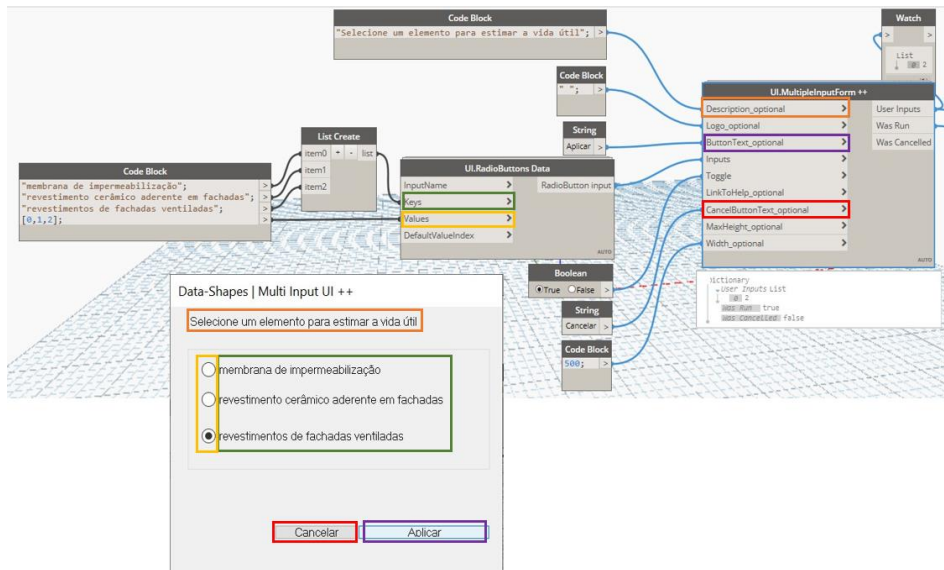 Code Block
"Selecione um elemento para estimar a vida útil"; >
Watch
> >
List
0 2
Code Block
" "; >
String
Aplicar >
List Create
item0 + - list
item1
item2
Code Block
"membrana de impermeabilização"; >
"revestimento cerâmico aderente em fachadas"; >
"revestimentos de fachadas ventiladas"; >
[0,1,2]; >
UI.RadioButtons Data
InputName > RadioButton input
Keys >
Values >
DefaultValueIndex >
AUTO
UI.MultipleInputForm ++
Description_optional > User Inputs
Logo_optional > Was Run
ButtonText_optional > Was Cancelled
Inputs >
Toggle >
LinkToHelp_optional >
CancelButtonText_optional >
MaxHeight_optional >
Width_optional >
AUTO
Boolean
True False >
String
Cancelar >
Code Block
500; >
Dictionary
User Inputs List
0 2
Was Run true
Was Cancelled false
Data-Shapes | Multi Input UI ++
Selecione um elemento para estimar a vida útil
membrana de impermeabilização
revestimento cerâmico aderente em fachadas
revestimentos de fachadas ventiladas
Cancelar Aplicar